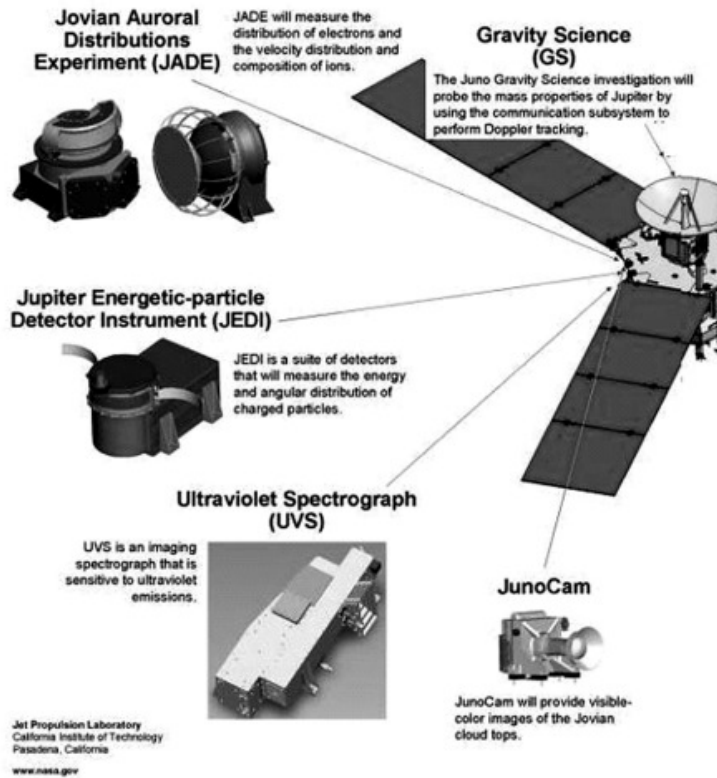 Jovian Auroral
Distributions
Experiment (JADE)
JADE will measure the
distribution of electrons and
the velocity distribution and
composition of ions.
Gravity Science
(GS)
The Juno Gravity Science investigation will
probe the mass properties of Jupiter by
using the communication subsystem to
perform Doppler tracking.
Jupiter Energetic-particle
Detector Instrument (JEDI)
JEDI is a suite of detectors
that will measure the energy
and angular distribution of
charged particles.
Ultraviolet Spectrograph
(UVS)
UVS is an imaging
spectrograph that is
sensitive to ultraviolet
emissions.
JunoCam
JunoCam will provide visible-
color images of the Jovian
cloud tops.
Jet Propulsion Laboratory
California Institute of Technology
Pasadena, California
www.nasa.gov